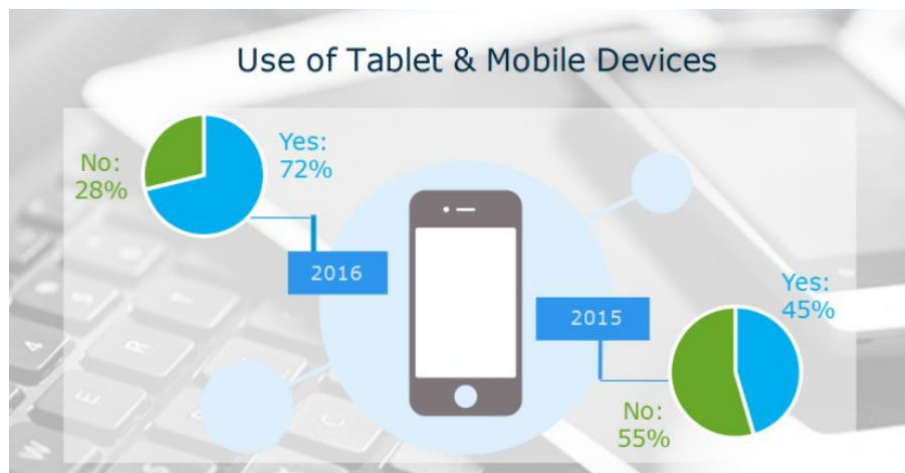 Use of Tablet & Mobile Devices
No:
28%
Yes:
72%
2016
2015
Yes:
45%
No:
55%